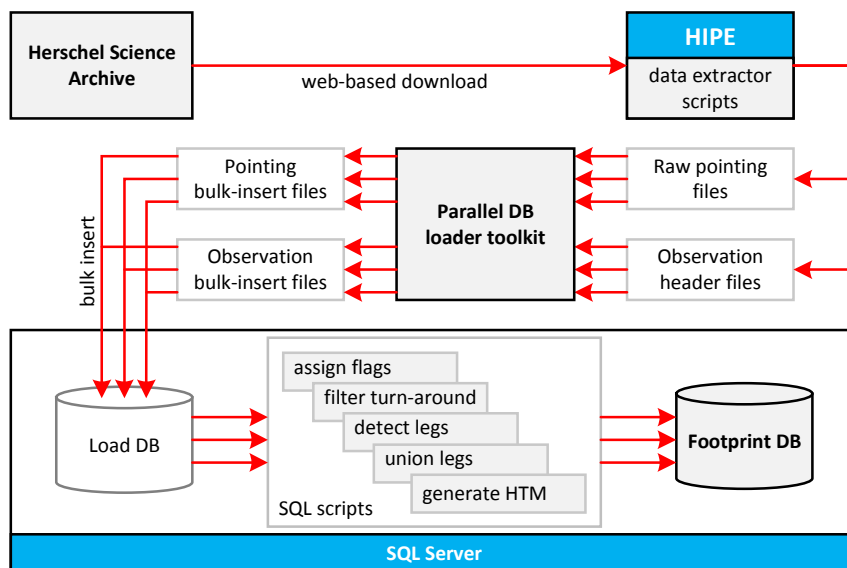 Herschel Science
Archive
web-based download
HIPE
data extractor
scripts
Pointing
bulk-insert files
Parallel DB
loader toolkit
Raw pointing
files
Observation
bulk-insert files
Observation
header files
bulk insert
Load DB
assign flags
filter turn-around
detect legs
union legs
generate HTM
SQL scripts
Footprint DB
SQL Server